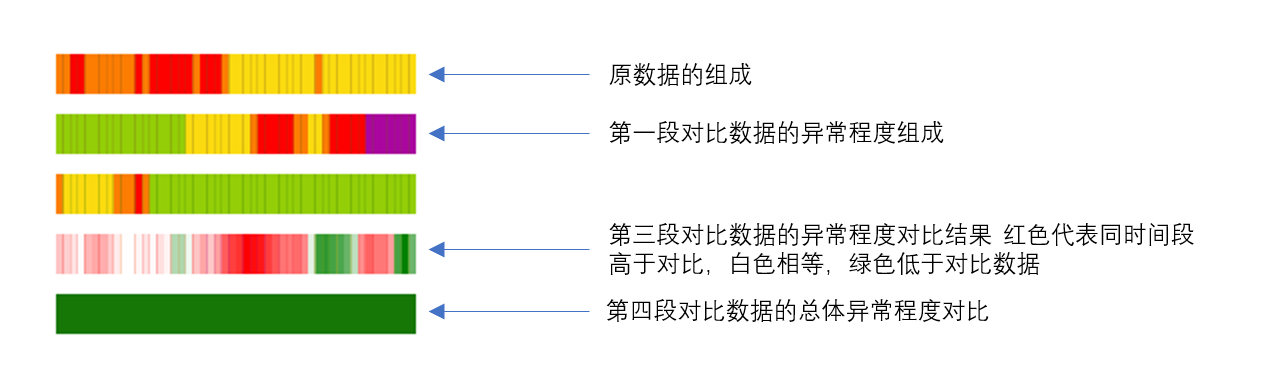 原数据的组成
第一段对比数据的异常程度组成
第三段对比数据的异常程度对比结果 红色代表同时间段
高于对比，白色相等，绿色低于对比数据
第四段对比数据的总体异常程度对比